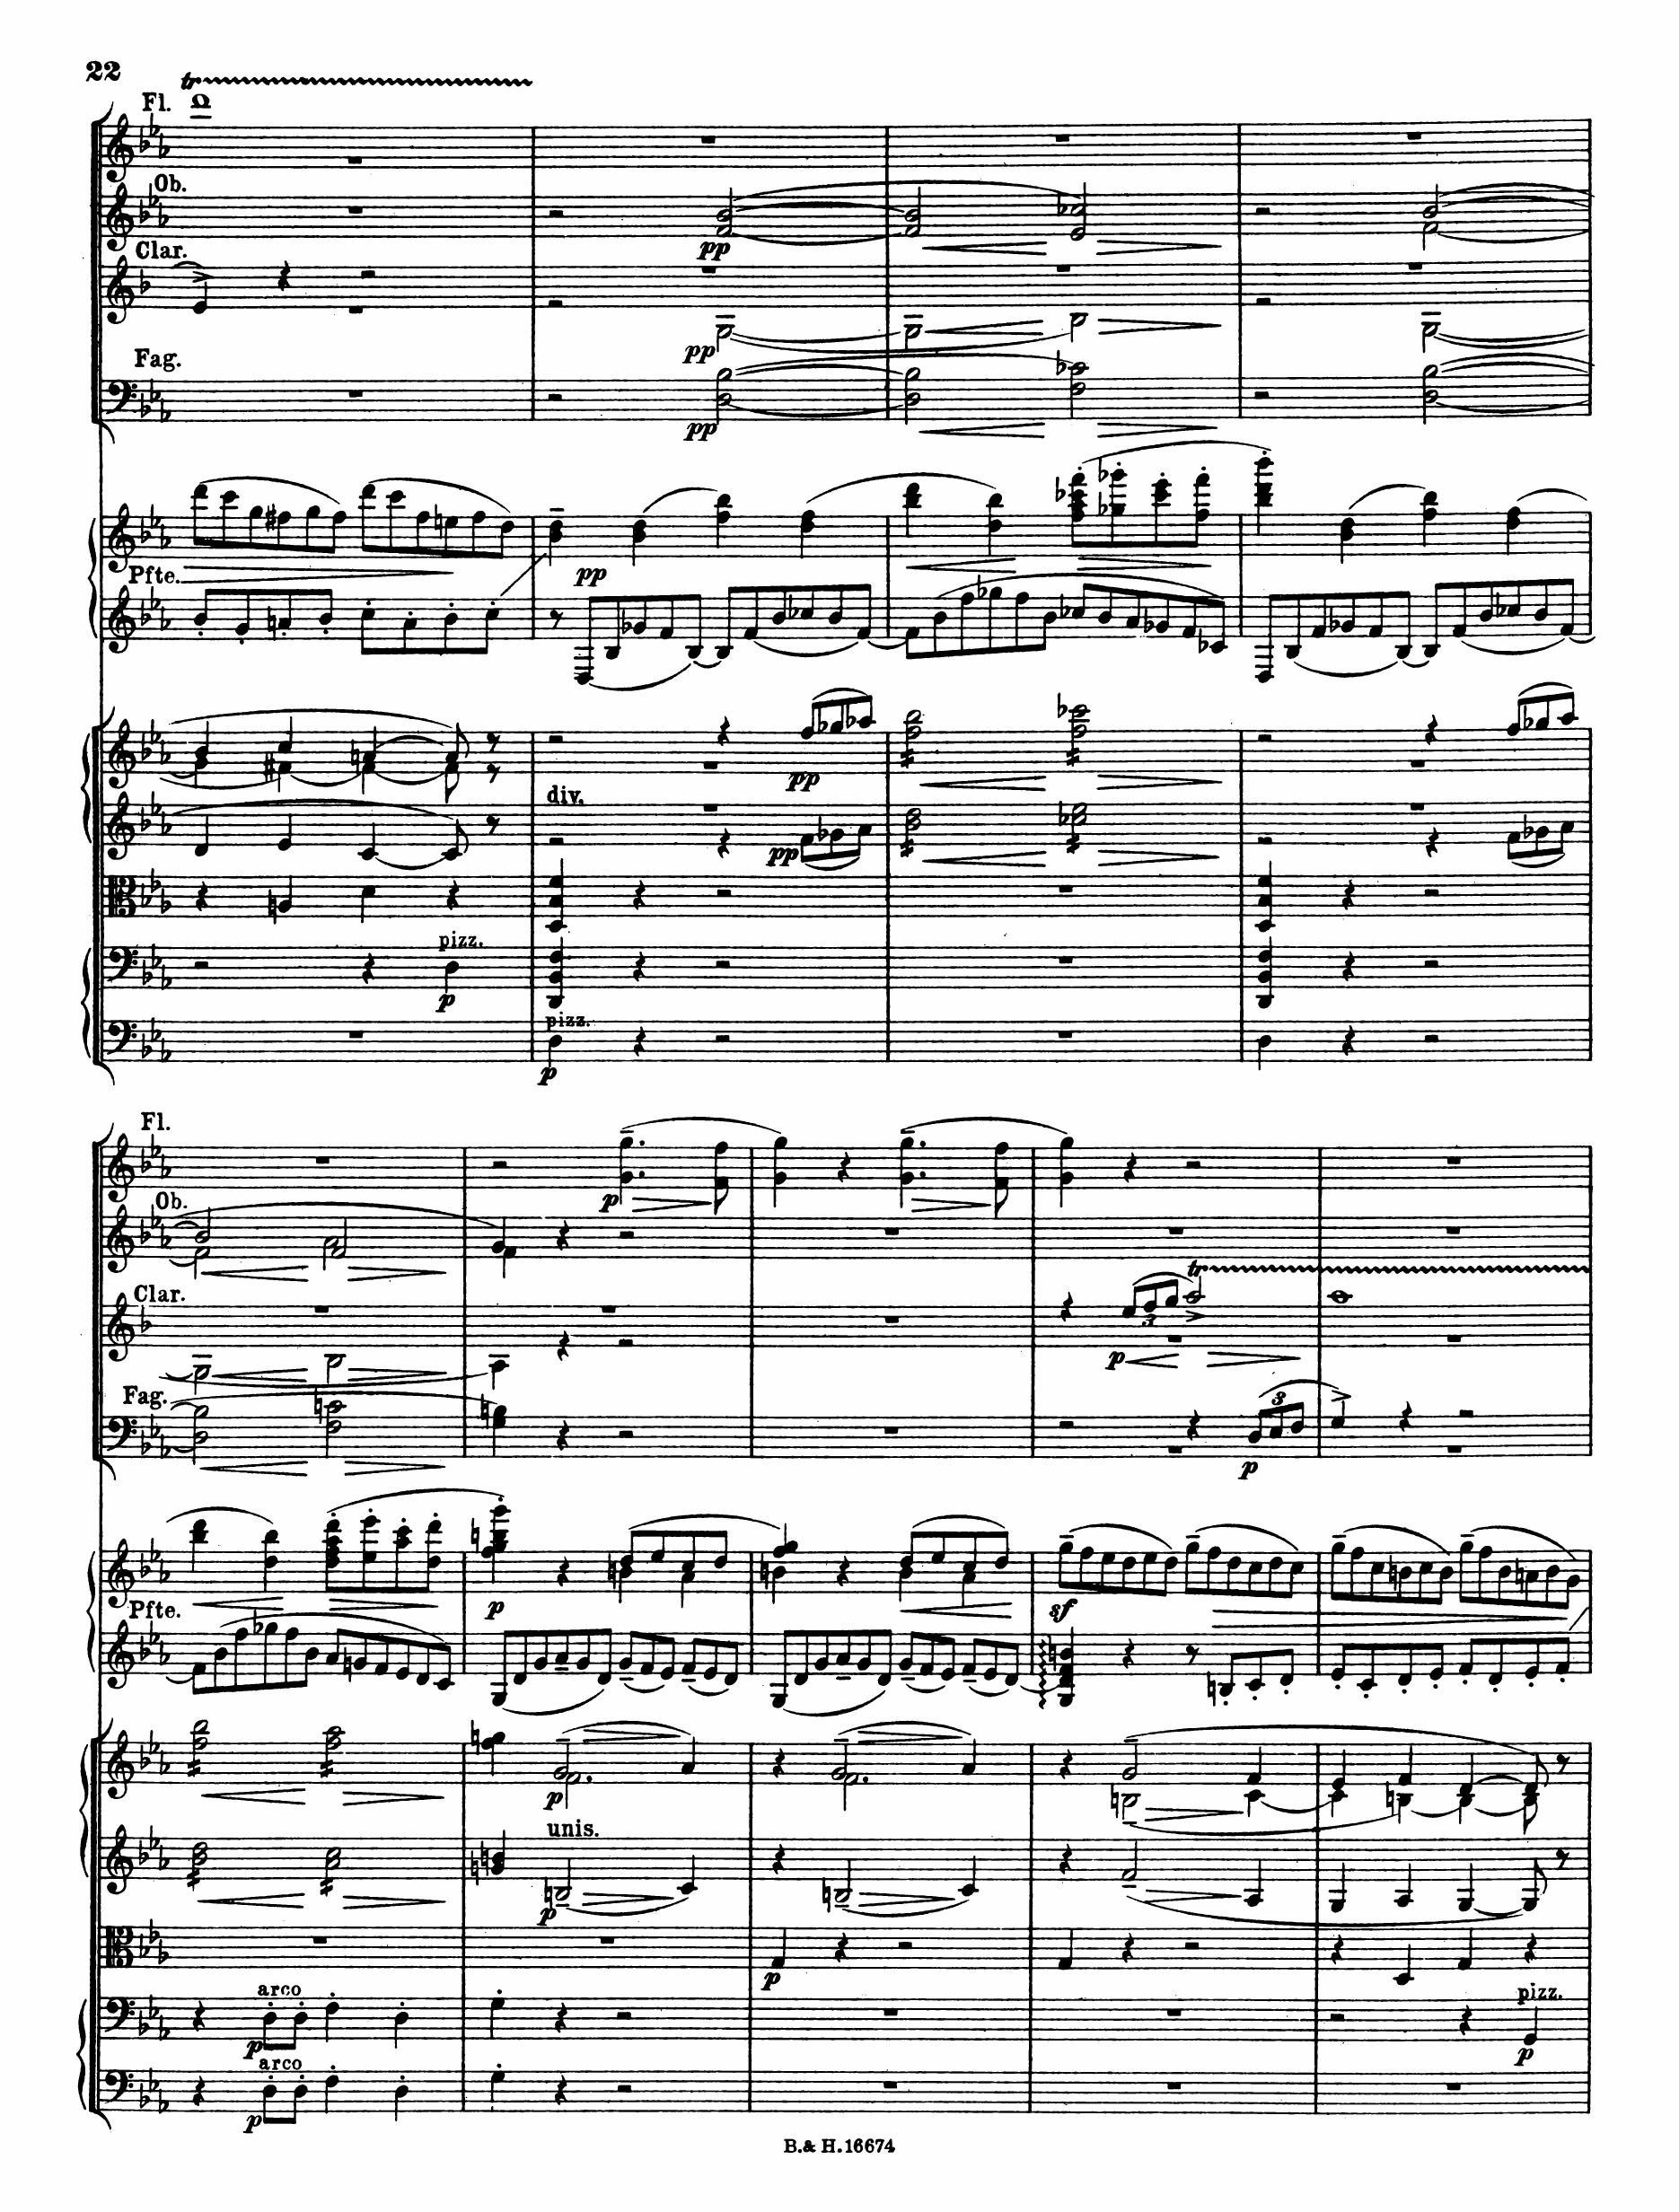 22
tr
Fl.
Ob.
pp
Clar.
pp
Fag.
pp
Pfte.
pp
pp
div.
pp
pizz.
p
pizz.
p
Fl.
p
Ob.
tr
Clar.
3
p
Fag.
3
p
Pfte.
p
sf
p
unis.
p
p
arco
pizz.
p
p
arco
p
B. & H. 16674